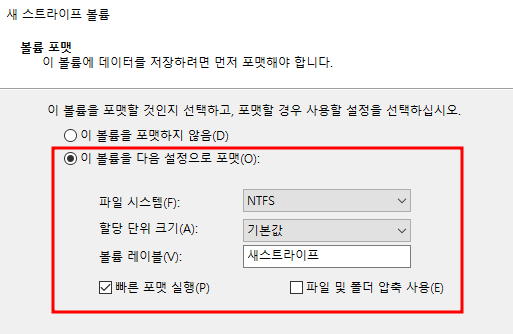 새 스트라이프 볼륨
볼륨 포맷
이 볼륨에 데이터를 저장하려면 먼저 포맷해야 합니다.
이 볼륨을 포맷할 것인지 선택하고, 포맷할 경우 사용할 설정을 선택하십시오.
이 볼륨을 포맷하지 않음(D)
이 볼륨을 다음 설정으로 포맷(O):
파일 시스템(F): NTFS
할당 단위 크기(A): 기본값
볼륨 레이블(V): 새스트라이프
빠른 포맷 실행(P) 파일 및 폴더 압축 사용(E)